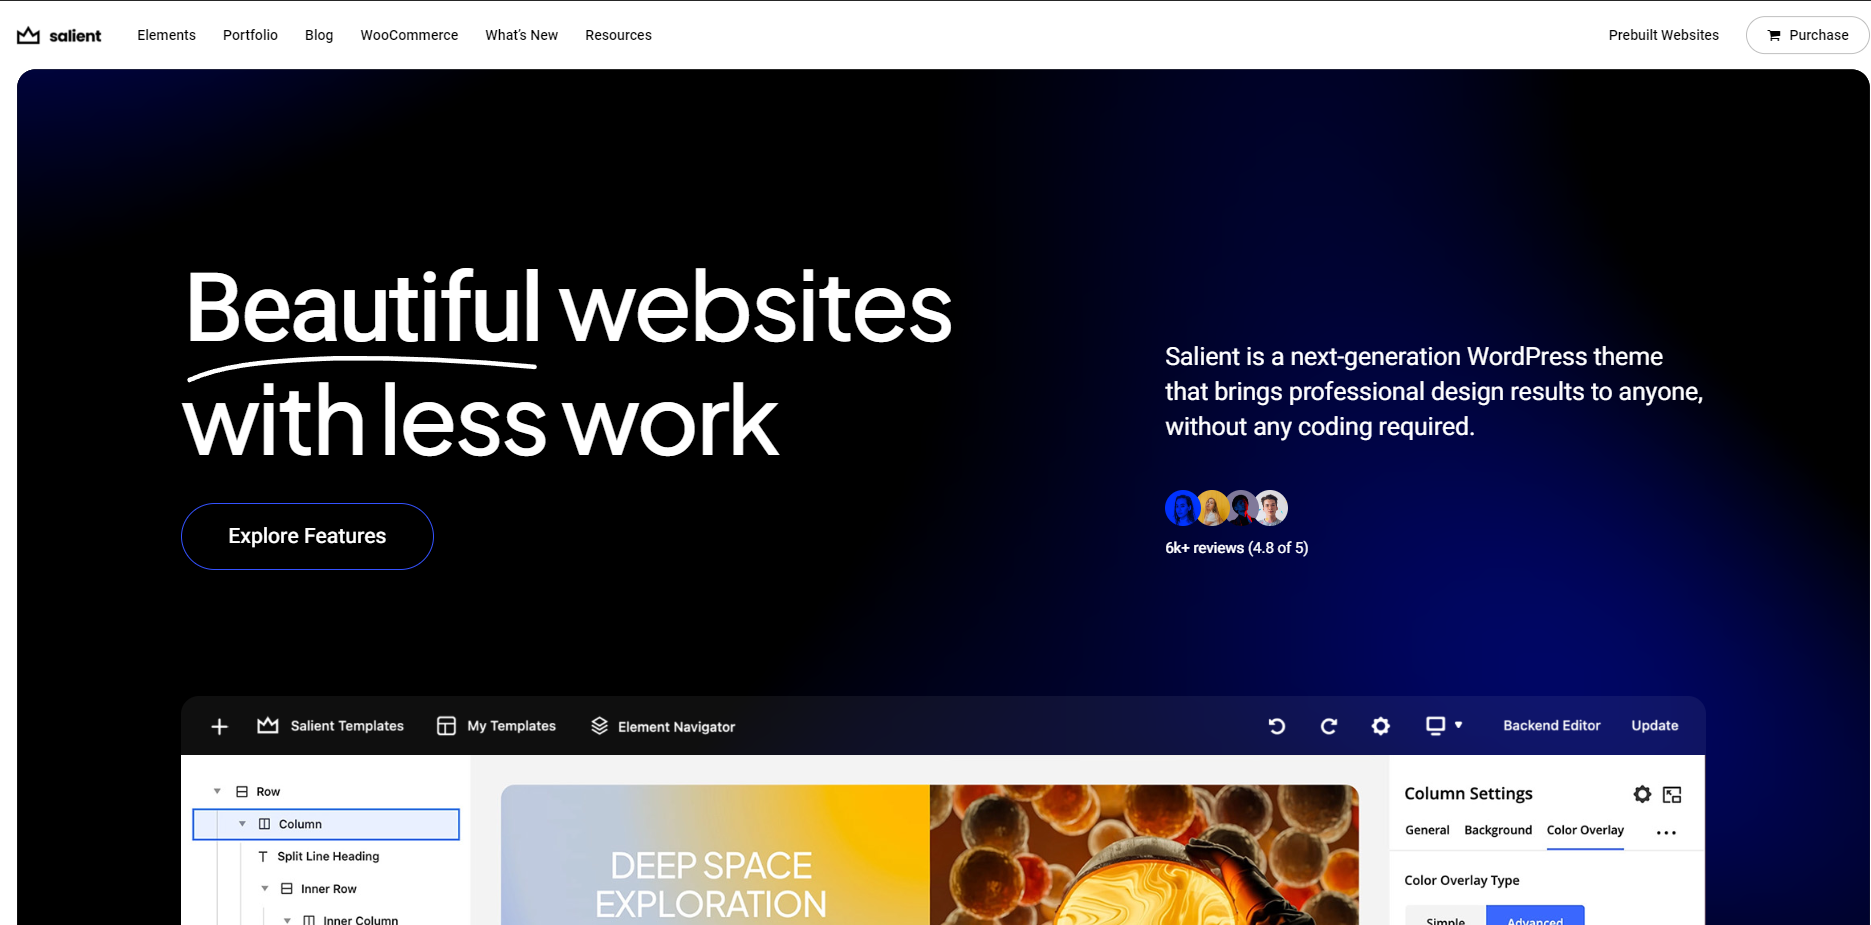 salient
Elements
Portfolio
Blog
WooCommerce
What's New
Resources
Prebuilt Websites
Purchase
Beautiful websites
with less work
Explore Features
Salient is a next-generation WordPress theme
that brings professional design results to anyone,
without any coding required.
6k+ reviews (4.8 of 5)
Salient Templates
My Templates
Element Navigator
Backend Editor
Update
Row
Column
Split Line Heading
Inner Row
Inner Column
DEEP SPACE
EXPLORATION
Column Settings
General
Background
Color Overlay
Color Overlay Type
Simple
Advanced